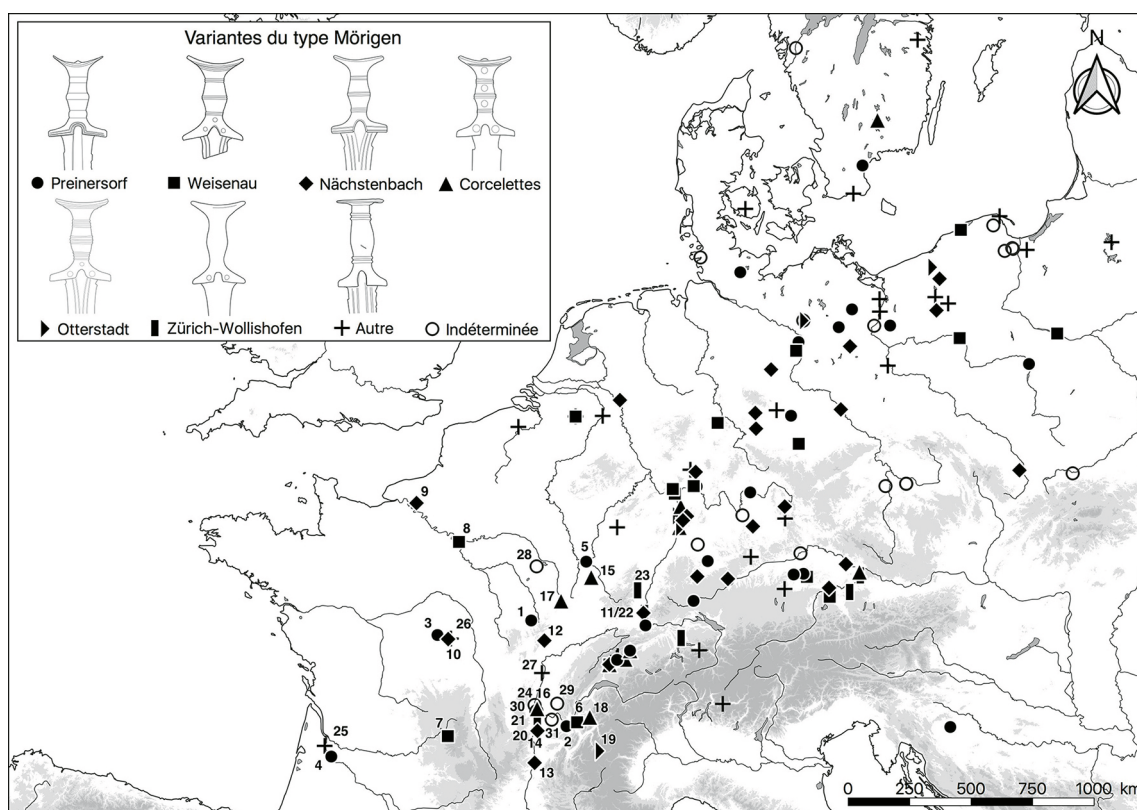 Variantes du type Mörigen
Preinersorf
Weisenau
Nächstenbach
Corcelettes
Otterstadt
Zürich-Wollishofen
Autre
Indéterminée
N
9
8
28
5
15
23
17
11/22
1
3
26
10
12
27
24
16
29
30
18
21
6
7
20
31
2
19
14
25
4
13
0 250 500 750 1000 km